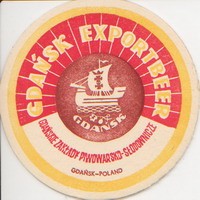 GDAŃSK EXPORTBEER
GDAŃSK
GDAŃSKIE ZAKŁADY PIWOWARSKO-SŁODOWNICZE
GDAŃSK-POLAND